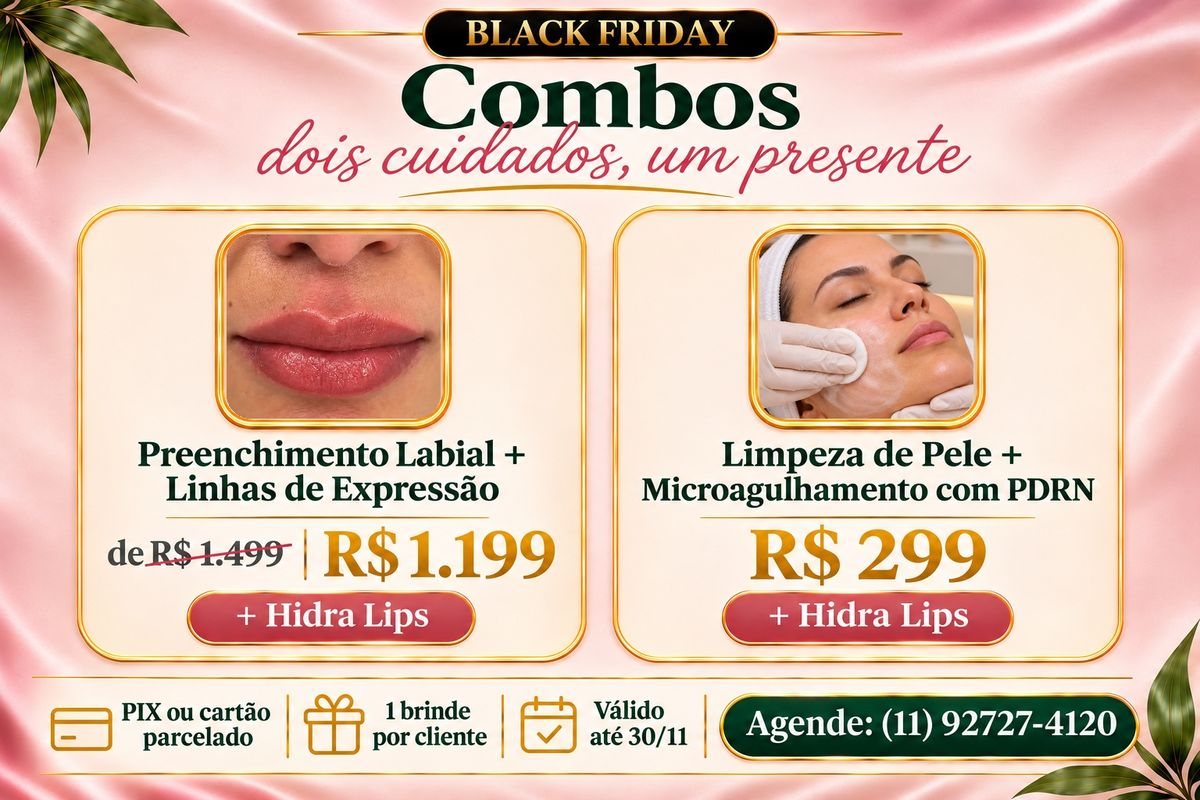 BLACK FRIDAY
Combos
dois cuidados, um presente
Preenchimento Labial +
Linhas de Expressão
de R$ 1.499
R$ 1.199
+ Hidra Lips
Limpeza de Pele +
Microagulhamento com PDRN
R$ 299
+ Hidra Lips
PIX ou cartão
parcelado
1 brinde
por cliente
Válido
até 30/11
Agende: (11) 92727-4120